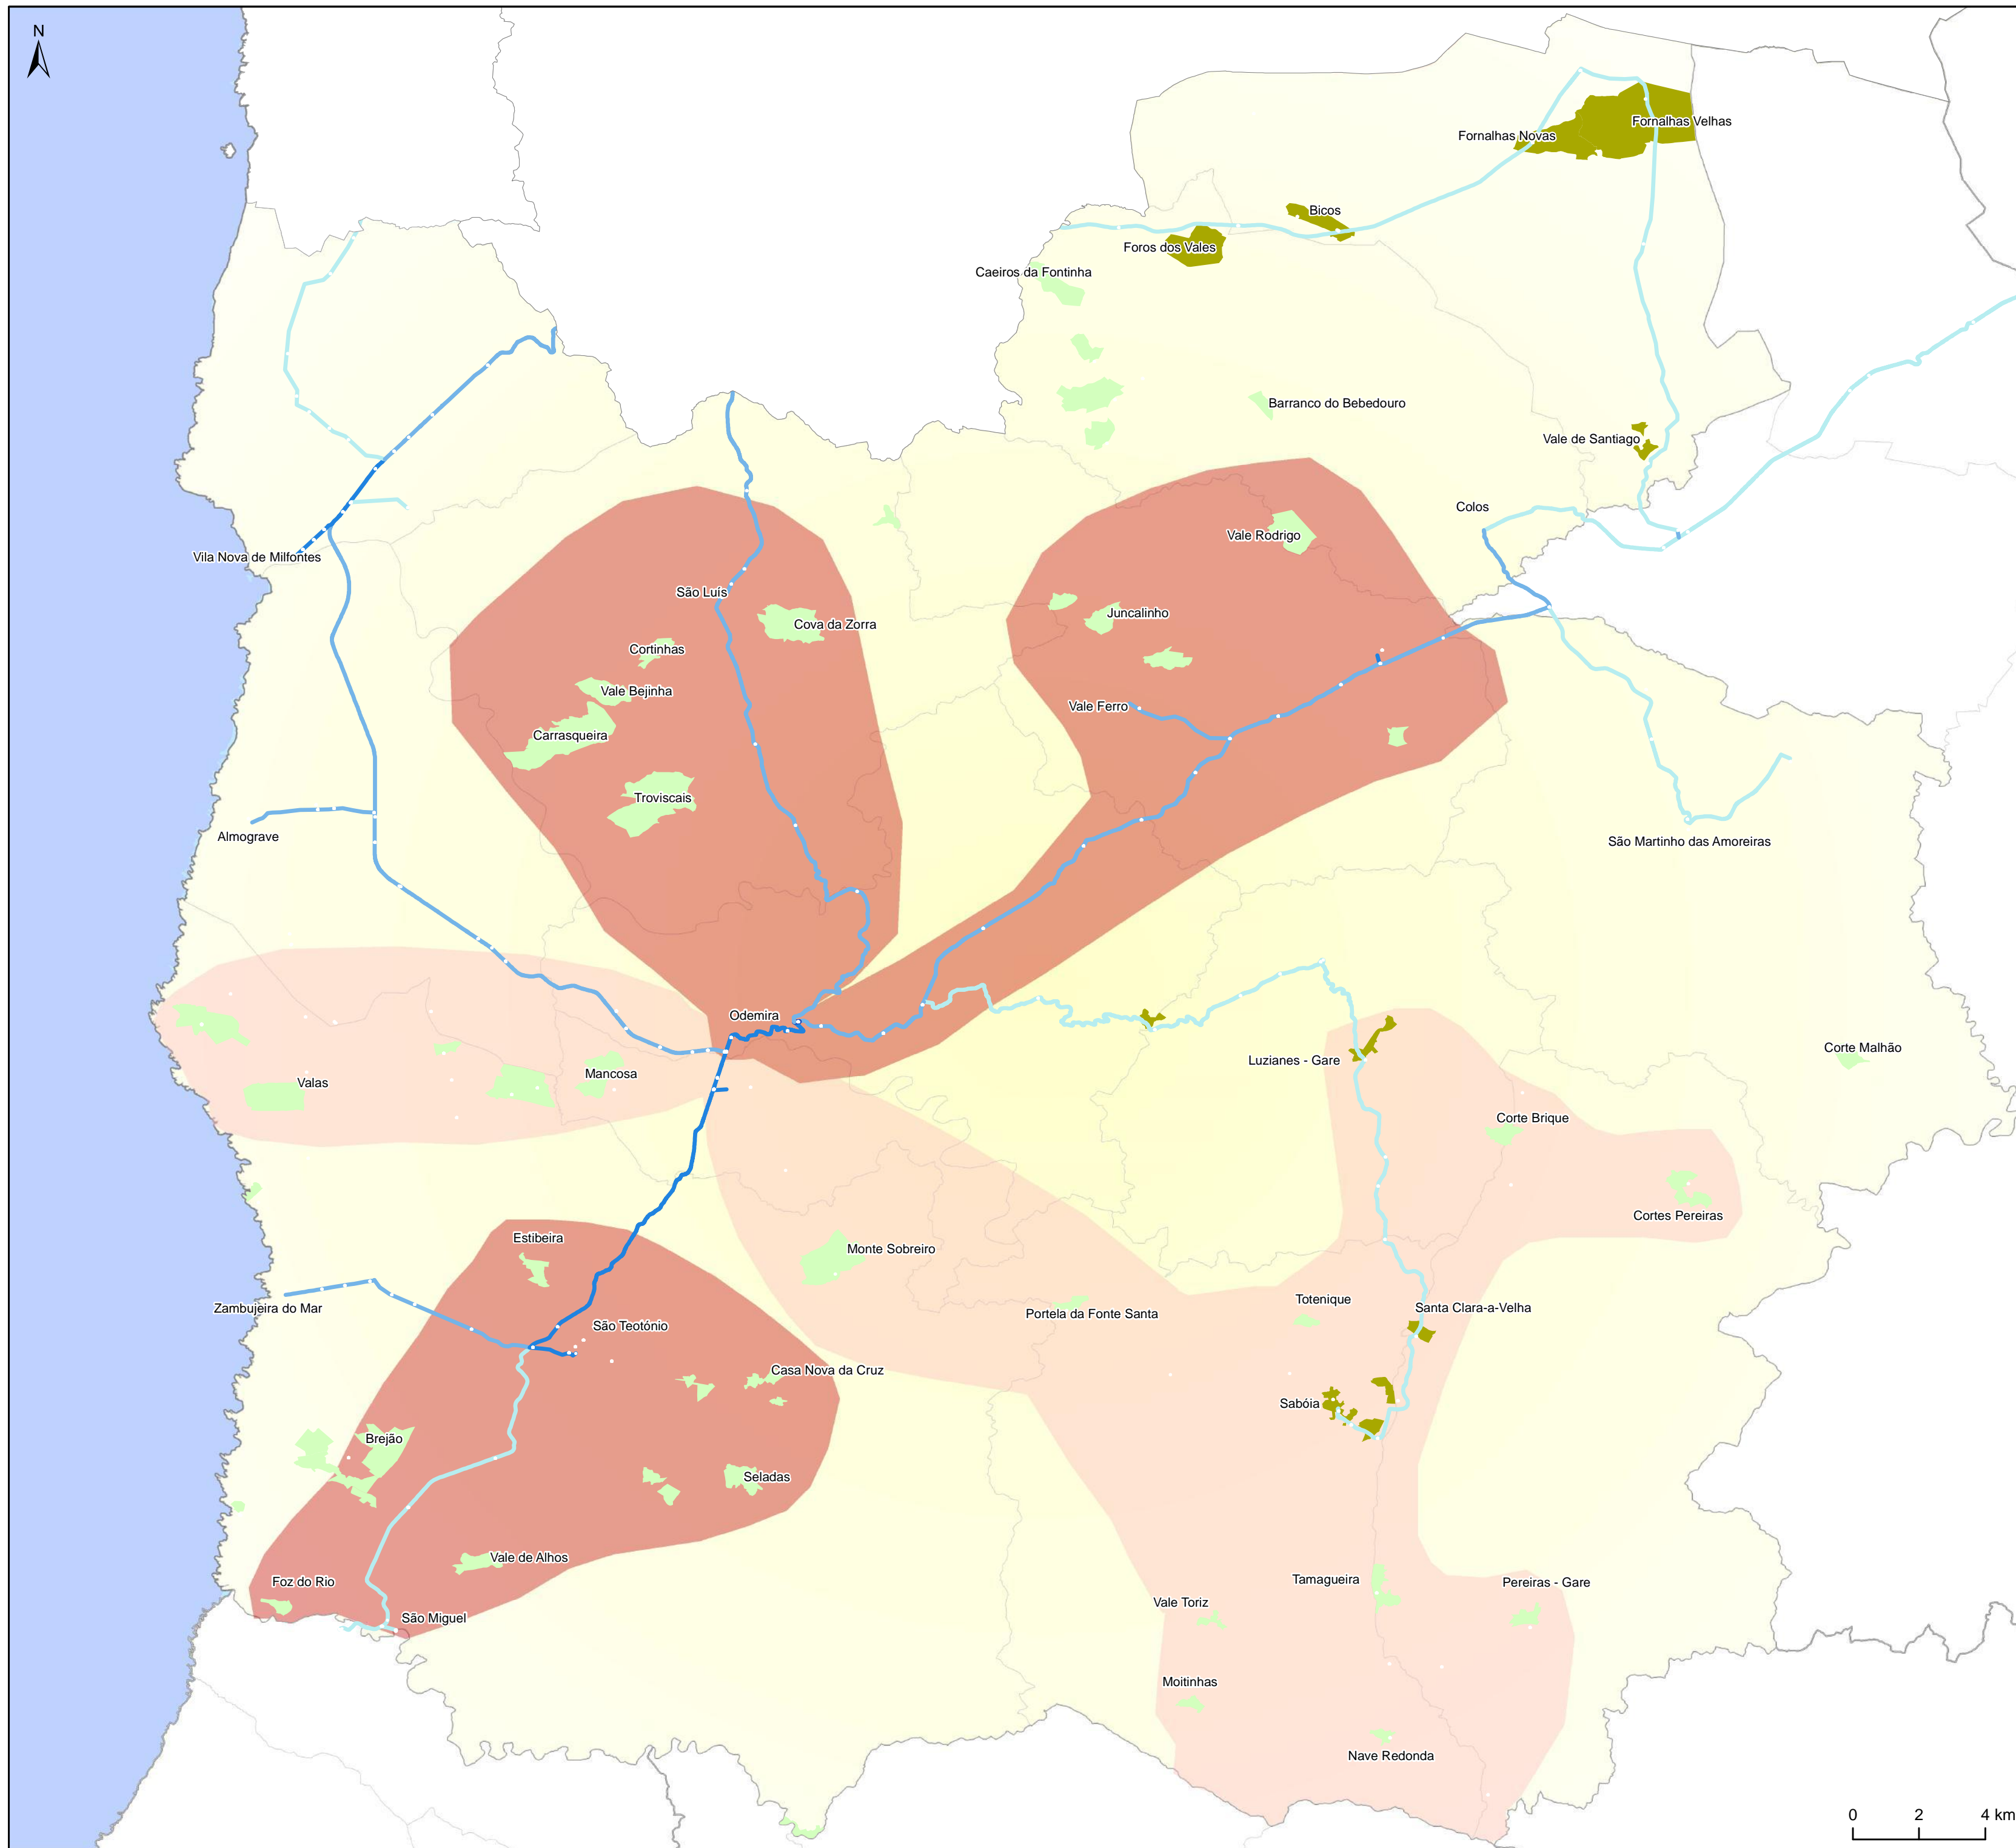 N
Fornalhas Velhas
Fornalhas Novas
Bicos
Foros dos Vales
Caeiros da Fontinha
Barranco do Bebedouro
Vale de Santiago
Colos
Vale Rodrigo
Vila Nova de Milfontes
São Luís
Juncalinho
Cova da Zorra
Cortinhas
Vale Bejinha
Vale Ferro
Carrasqueira
Troviscais
Almograve
São Martinho das Amoreiras
Odemira
Corte Malhão
Luzianes - Gare
Mancosa
Valas
Corte Brique
Cortes Pereiras
Estibeira
Monte Sobreiro
Totenique
Zambujeira do Mar
Santa Clara-a-Velha
Portela da Fonte Santa
São Teotónio
Casa Nova da Cruz
Sabóia
Brejão
Seladas
Vale de Alhos
Tamagueira
Foz do Rio
Pereiras - Gare
Vale Toriz
São Miguel
Moitinhas
Nave Redonda
0 2 4 km